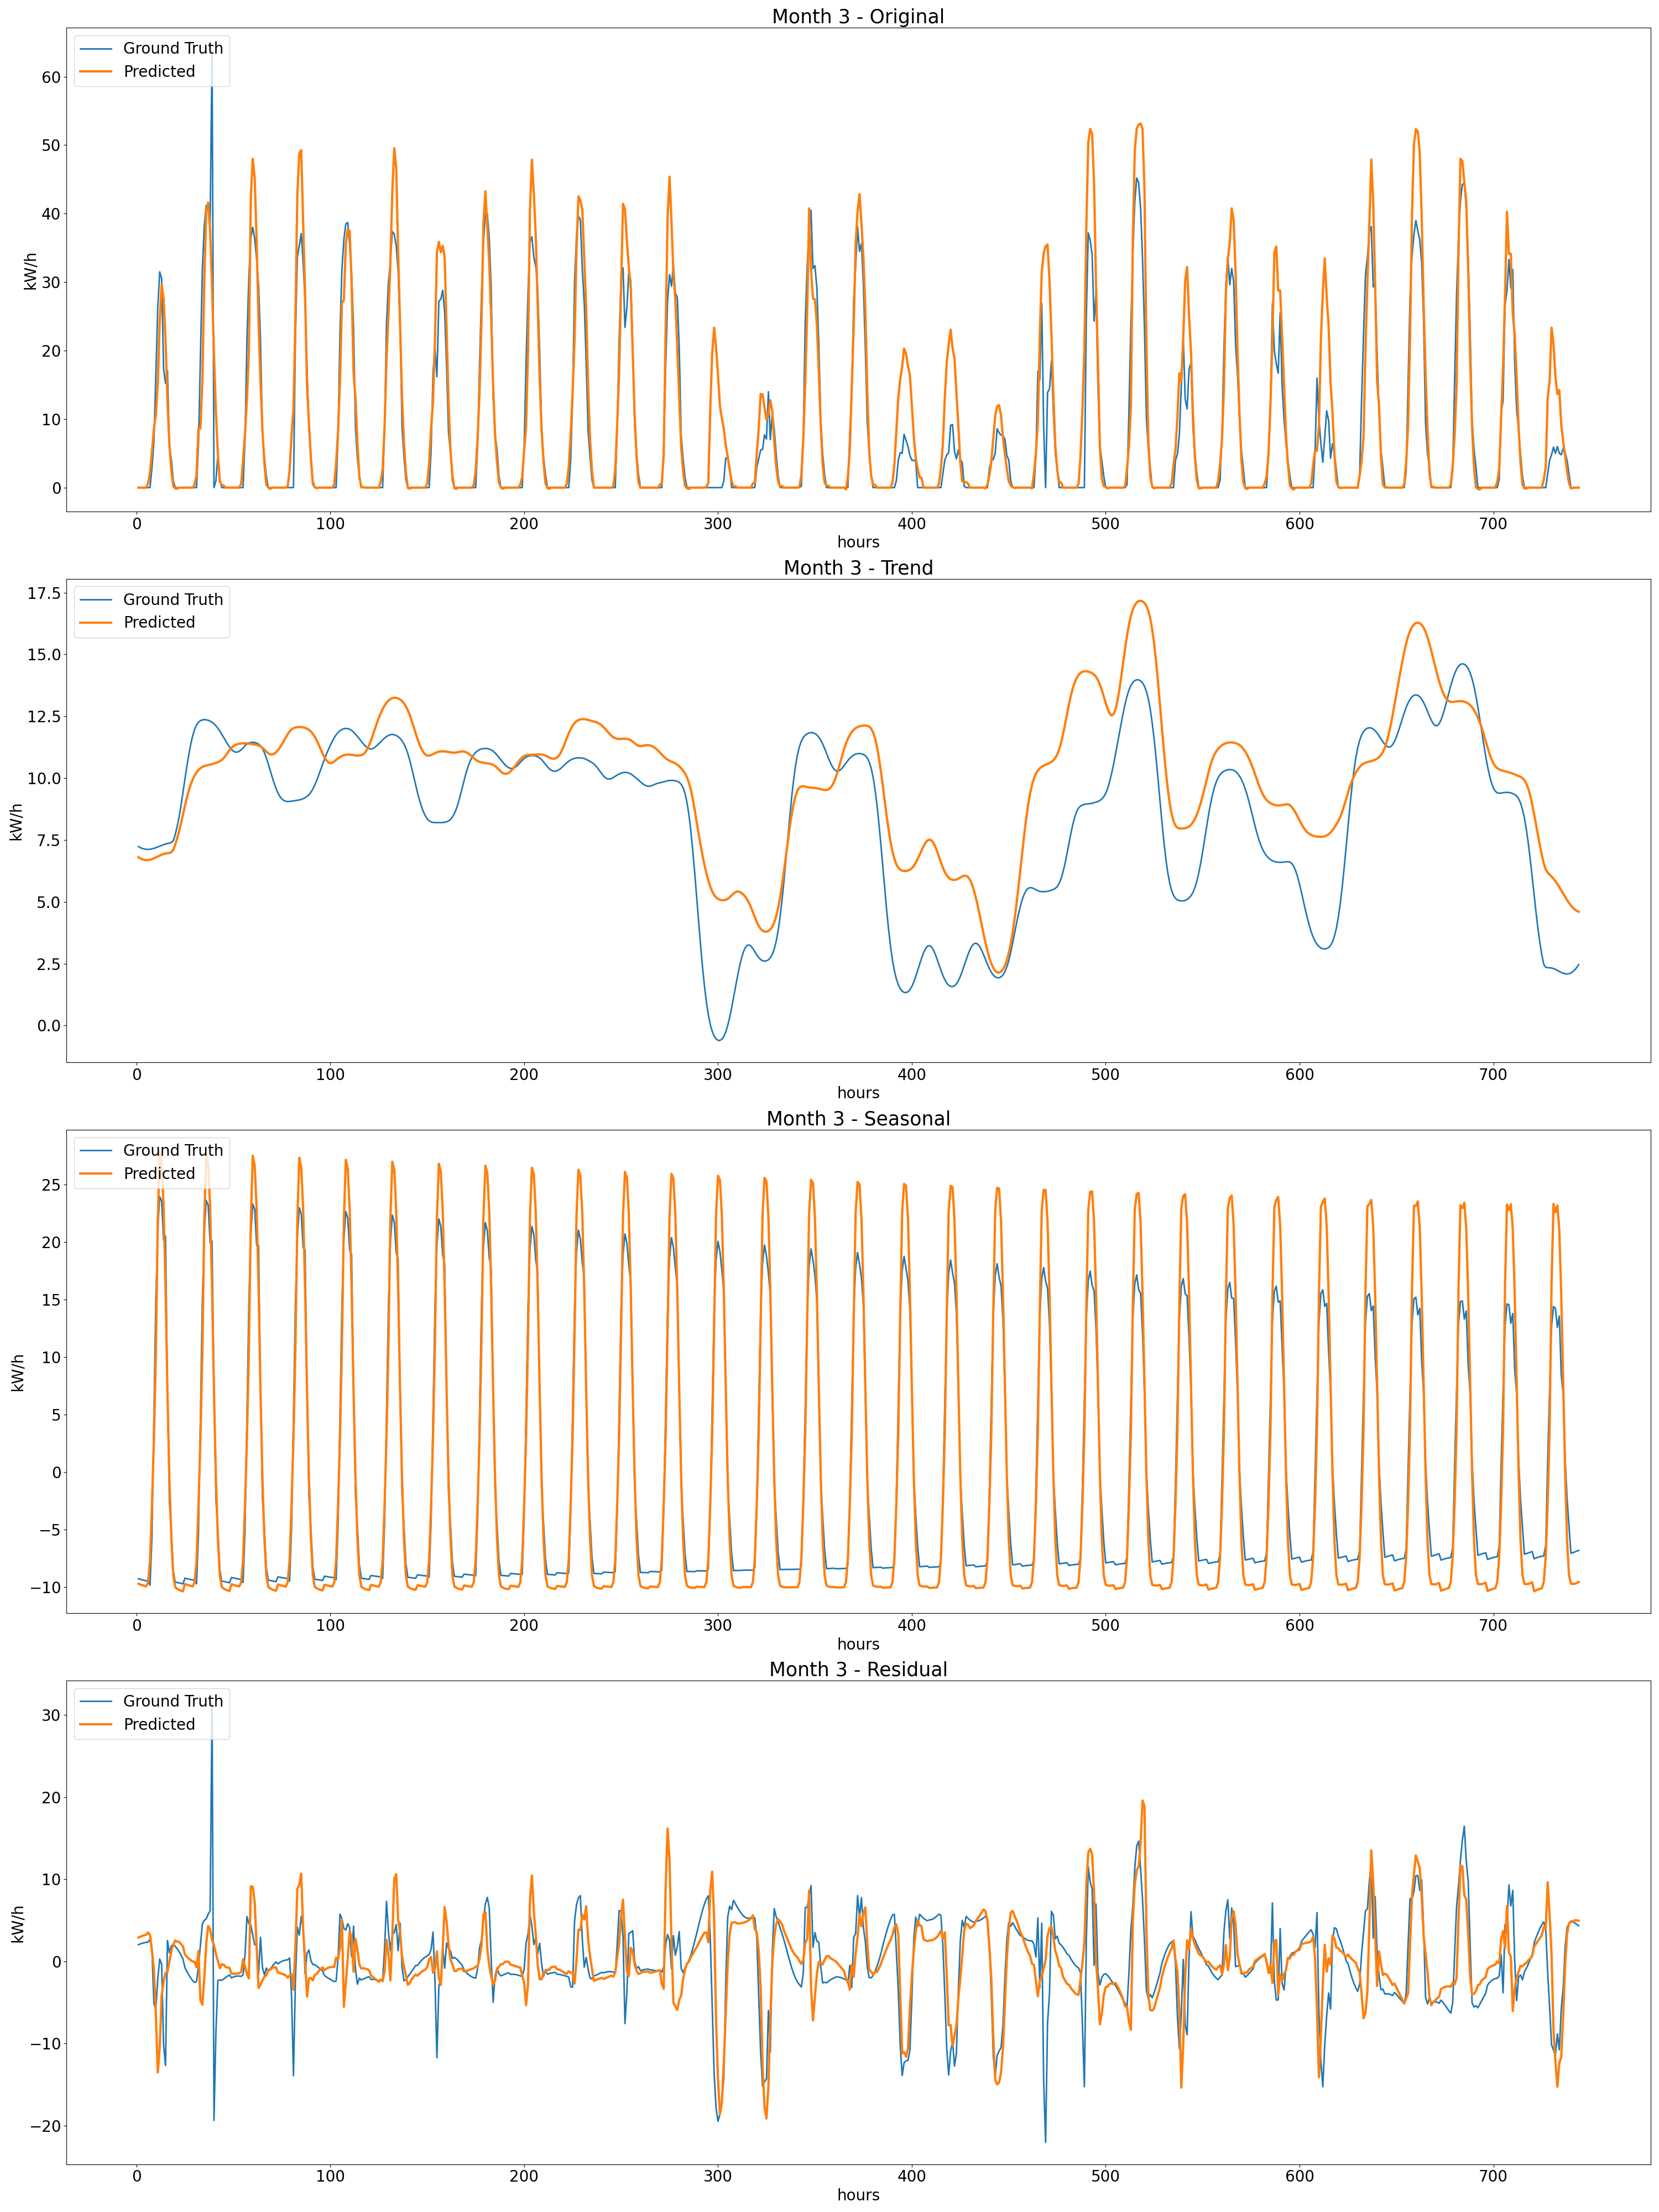 Month 3 - Original
Ground Truth
Predicted
60
50
40
30
20
10
0
kW/h
0 100 200 300 400 500 600 700
hours
Month 3 - Trend
Ground Truth
Predicted
17.5
15.0
12.5
10.0
7.5
5.0
2.5
0.0
kW/h
0 100 200 300 400 500 600 700
hours
Month 3 - Seasonal
Ground Truth
Predicted
25
20
15
10
5
0
−5
−10
kW/h
0 100 200 300 400 500 600 700
hours
Month 3 - Residual
Ground Truth
Predicted
30
20
10
0
−10
−20
kW/h
0 100 200 300 400 500 600 700
hours